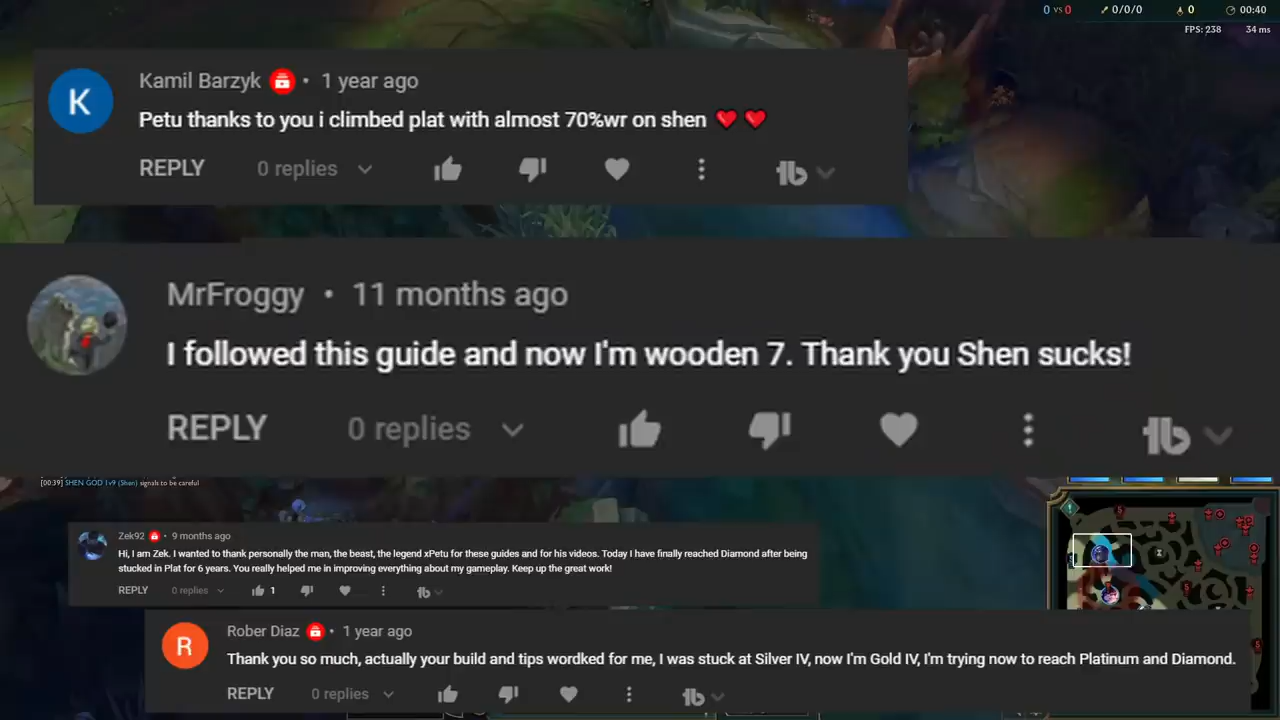 0 vs 0 0/0/0 0 00:40
FPS: 238 34 ms
Kamil Barzyk • 1 year ago
K
Petu thanks to you i climbed plat with almost 70%wr on shen ❤️ ❤️
REPLY 0 replies
MrFroggy • 11 months ago
I followed this guide and now I'm wooden 7. Thank you Shen sucks!
REPLY 0 replies
[00:39] SHEN GOD 1v9 (Shen) signals to be careful
Zek92 • 9 months ago
Hi, I am Zek. I wanted to thank personally the man, the beast, the legend xPetu for these guides and for his videos. Today I have finally reached Diamond after being
stucked in Plat for 6 years. You really helped me in improving everything about my gameplay. Keep up the great work!
REPLY 0 replies 1
Rober Diaz • 1 year ago
R
Thank you so much, actually your build and tips wordked for me, I was stuck at Silver IV, now I'm Gold IV, I'm trying now to reach Platinum and Diamond.
REPLY 0 replies